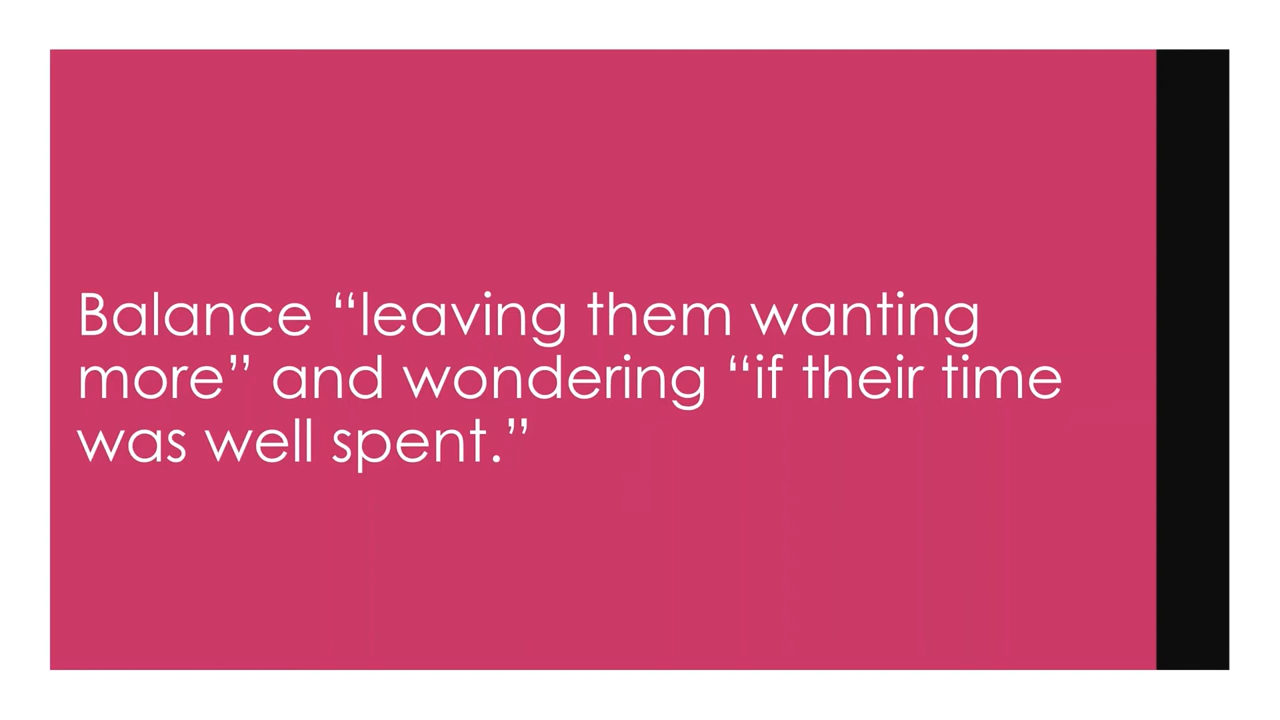 Balance “leaving them wanting
more” and wondering “if their time
was well spent.”